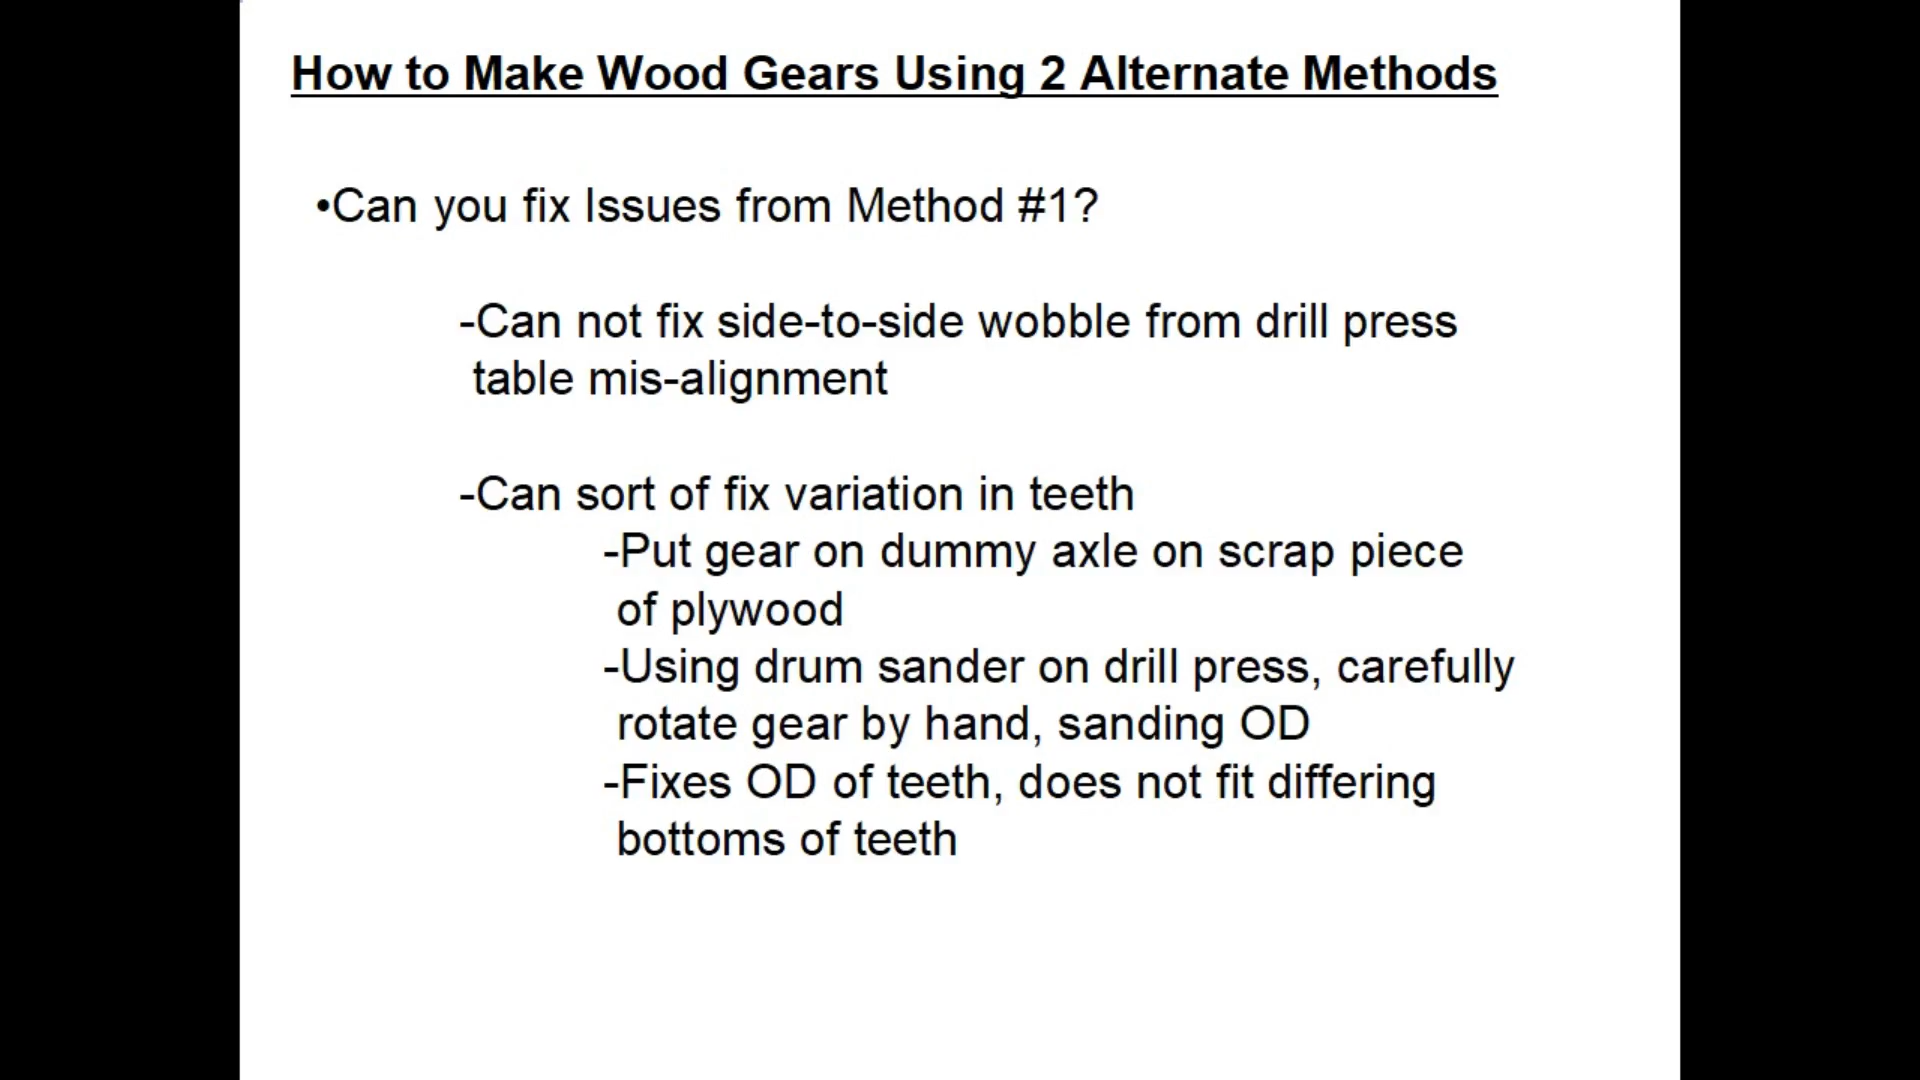 How to Make Wood Gears Using 2 Alternate Methods
•Can you fix Issues from Method #1?
-Can not fix side-to-side wobble from drill press
table mis-alignment
-Can sort of fix variation in teeth
-Put gear on dummy axle on scrap piece
of plywood
-Using drum sander on drill press, carefully
rotate gear by hand, sanding OD
-Fixes OD of teeth, does not fit differing
bottoms of teeth